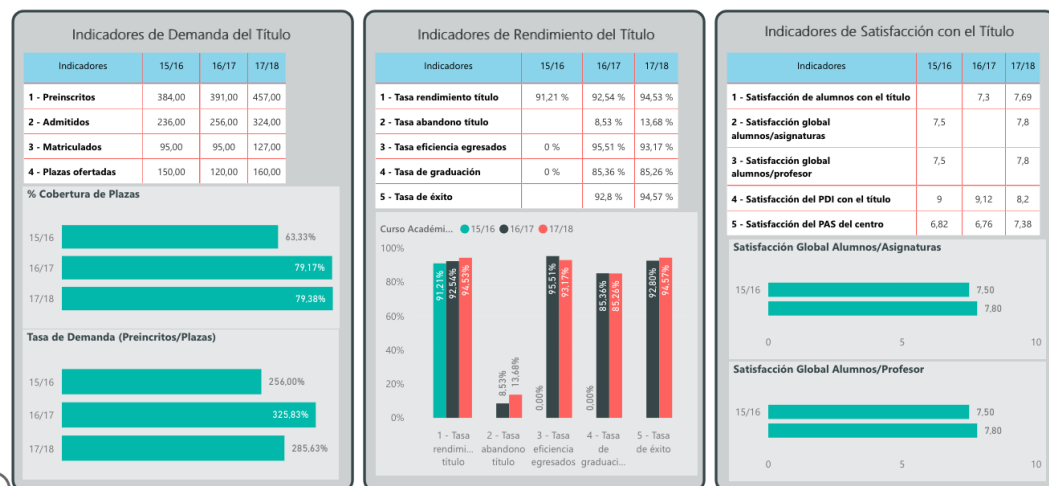 Indicadores de Demanda del Título
Indicadores 15/16 16/17 17/18
1 - Preinscritos 384,00 391,00 457,00
2 - Admitidos 236,00 256,00 324,00
3 - Matriculados 95,00 95,00 127,00
4 - Plazas ofertadas 150,00 120,00 160,00
% Cobertura de Plazas
15/16 63,33%
16/17 79,17%
17/18 79,38%
Tasa de Demanda (Preincritos/Plazas)
15/16 256,00%
16/17 325,83%
17/18 285,63%
Indicadores de Rendimiento del Título
Indicadores 15/16 16/17 17/18
1 - Tasa rendimiento título 91,21 % 92,54 % 94,53 %
2 - Tasa abandono título 8,53 % 13,68 %
3 - Tasa eficiencia egresados 0 % 95,51 % 93,17 %
4 - Tasa de graduación 0 % 85,36 % 85,26 %
5 - Tasa de éxito 92,8 % 94,57 %
Curso Académi... 15/16 16/17 17/18
100%
80%
60%
40%
20%
0%
91,21% 92,54% 94,53% 8,53% 13,68% 0,00% 95,51% 93,17% 0,00% 85,36% 85,26% 92,80% 94,57%
1 - Tasa 2 - Tasa 3 - Tasa 4 - Tasa 5 - Tasa
rendimi... abandono eficiencia de de éxito
título título egresados graduaci...
Indicadores de Satisfacción con el Título
Indicadores 15/16 16/17 17/18
1 - Satisfacción de alumnos con el título 7,3 7,69
2 - Satisfacción global
alumnos/asignaturas 7,5 7,8
3 - Satisfacción global
alumnos/profesor 7,5 7,8
4 - Satisfacción del PDI con el título 9 9,12 8,2
5 - Satisfacción del PAS del centro 6,82 6,76 7,38
Satisfacción Global Alumnos/Asignaturas
15/16 7,50
7,80
0 5 10
Satisfacción Global Alumnos/Profesor
15/16 7,50
7,80
0 5 10